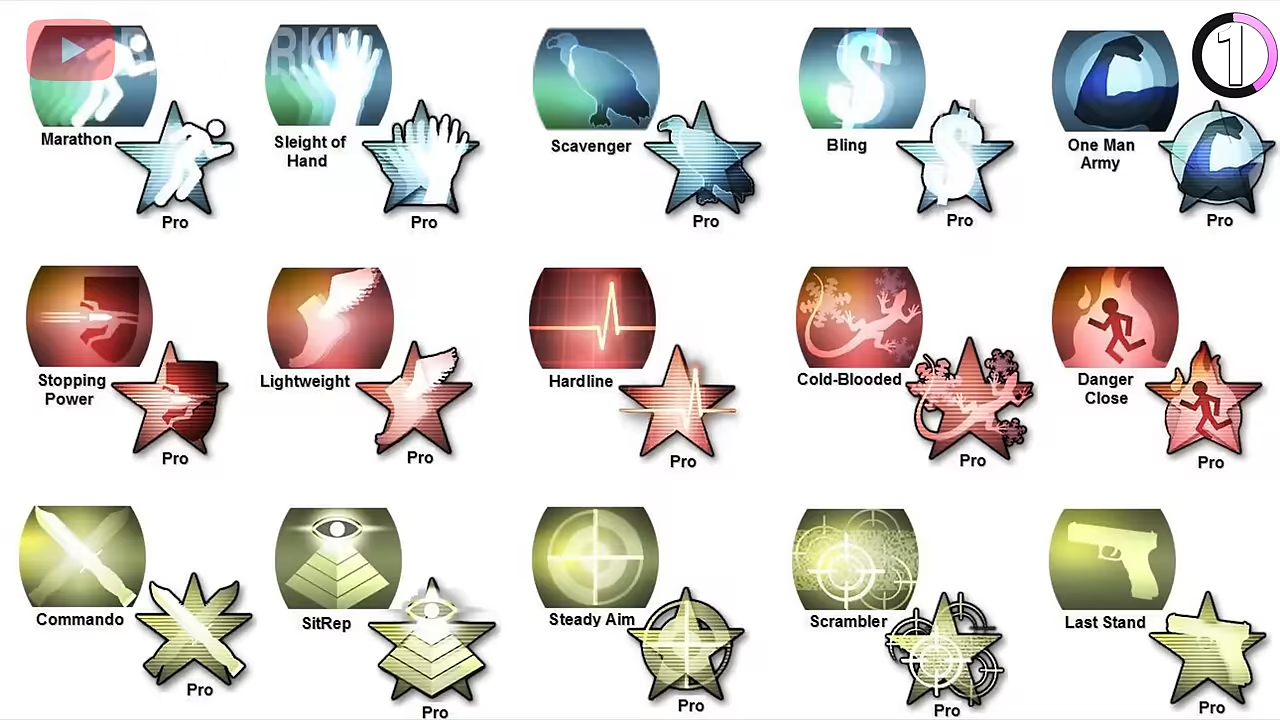 1
Marathon
Pro
Sleight of
Hand
Pro
Scavenger
Pro
Bling
Pro
One Man
Army
Pro
Stopping
Power
Pro
Lightweight
Pro
Hardline
Pro
Cold-Blooded
Pro
Danger
Close
Pro
Commando
Pro
SitRep
Pro
Steady Aim
Pro
Scrambler
Pro
Last Stand
Pro